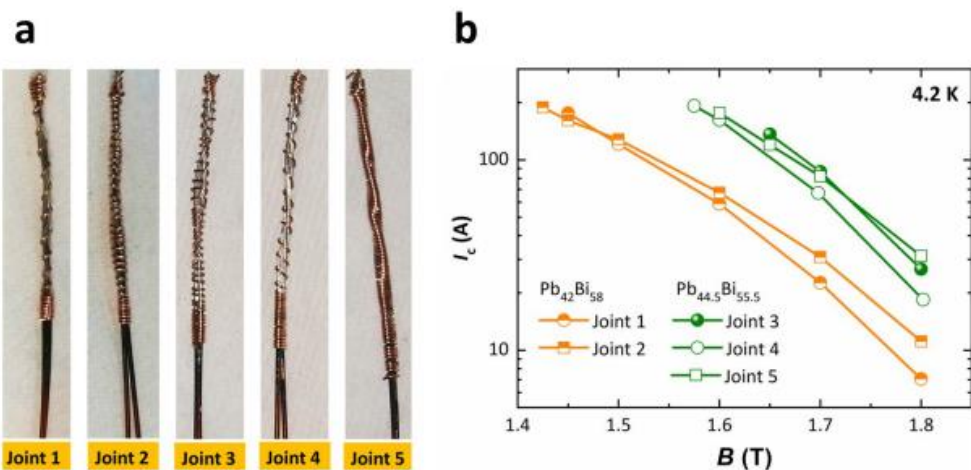 a
Joint 1
Joint 2
Joint 3
Joint 4
Joint 5
b
4.2 K
100
10
I_c (A)
Pb₄₂Bi₅₈
Joint 1
Joint 2
Pb₄₄.₅Bi₅₅.₅
Joint 3
Joint 4
Joint 5
1.4 1.5 1.6 1.7 1.8
B (T)